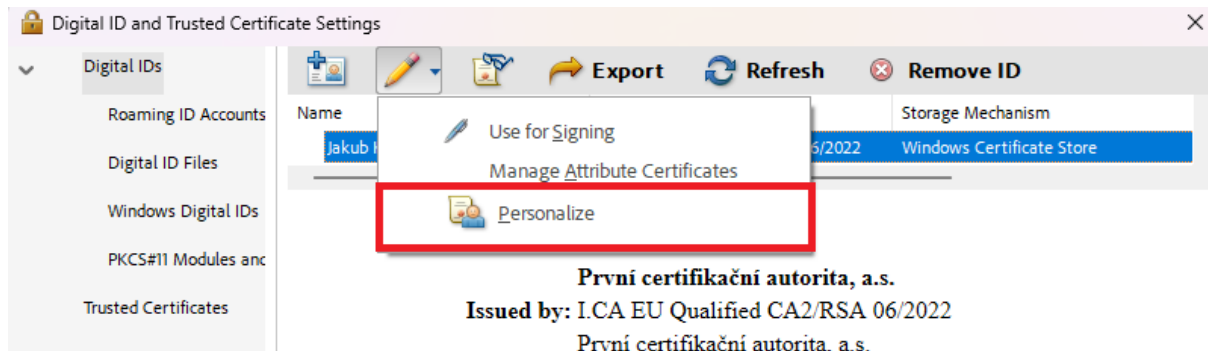 Digital ID and Trusted Certificate Settings
Digital IDs
Export Refresh Remove ID
Roaming ID Accounts
Name Storage Mechanism
Use for Signing
Jakub 6/2022 Windows Certificate Store
Digital ID Files
Manage Attribute Certificates
Windows Digital IDs
Personalize
PKCS#11 Modules and
První certifikační autorita, a.s.
Trusted Certificates
Issued by: I.CA EU Qualified CA2/RSA 06/2022
První certifikační autorita, a.s.